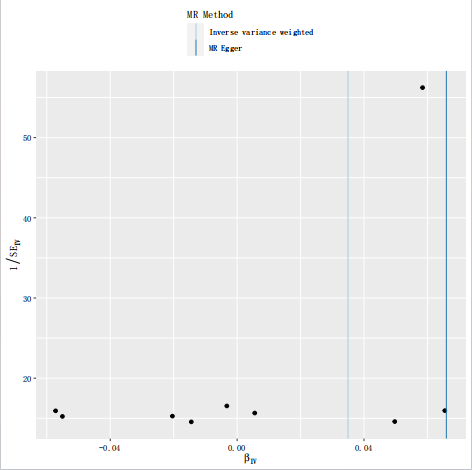 MR Method
Inverse variance weighted
MR Egger
50
40
30
20
1/SE_IV
-0.04
0.00
0.04
β_IV